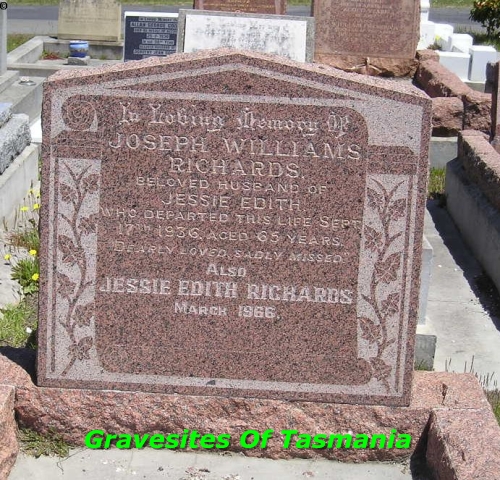 In Loving Memory Of
JOSEPH WILLIAMS
RICHARDS,
BELOVED HUSBAND OF
JESSIE EDITH,
WHO DEPARTED THIS LIFE SEPT.
17TH 1936, AGED 65 YEARS.
"DEARLY LOVED, SADLY MISSED"
ALSO
JESSIE EDITH RICHARDS
MARCH 1966.
Gravesites Of Tasmania